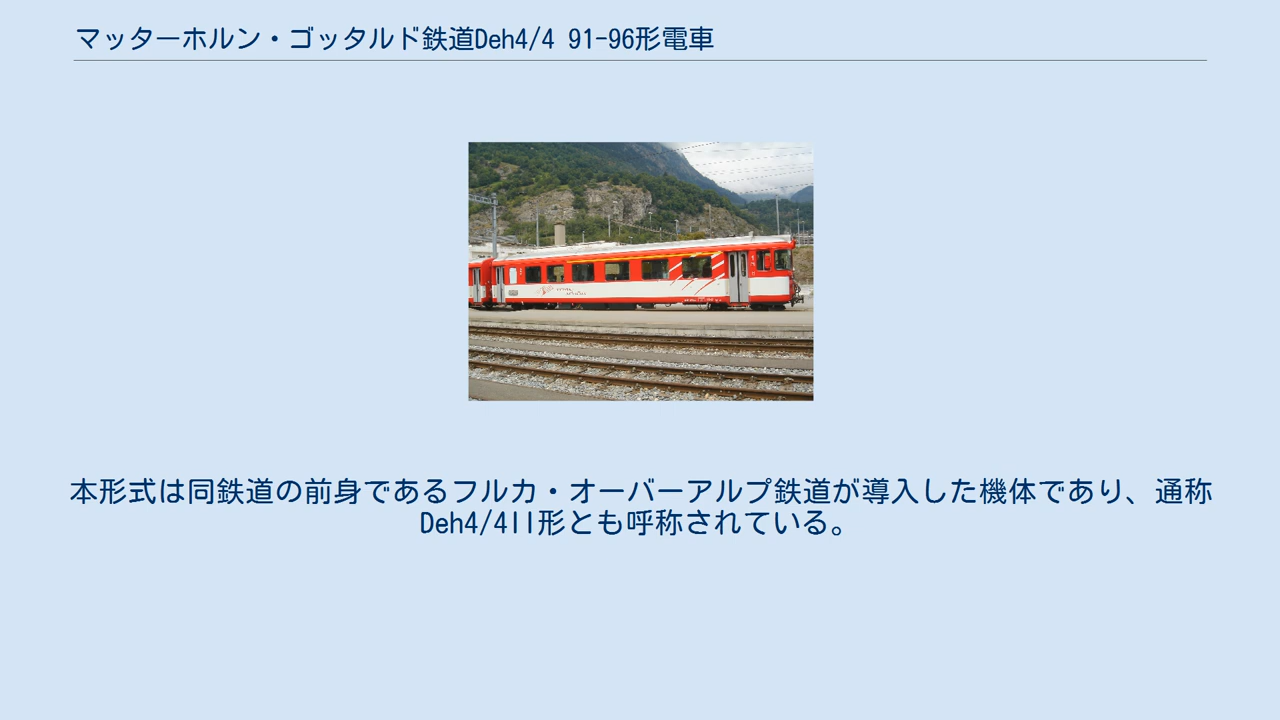 マッターホルン・ゴッタルド鉄道Deh4/4 91-96形電車
本形式は同鉄道の前身であるフルカ・オーバーアルプ鉄道が導入した機体であり、通称
Deh4/4II形とも呼称されている。